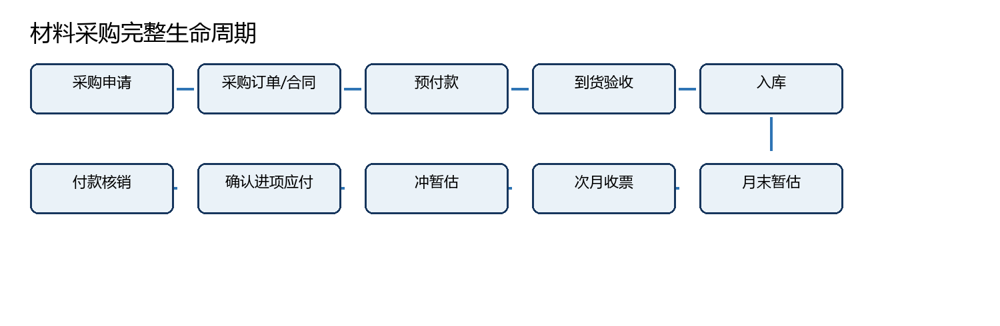 材料采购完整生命周期
采购申请
采购订单/合同
预付款
到货验收
入库
付款核销
确认进项应付
冲暂估
次月收票
月末暂估